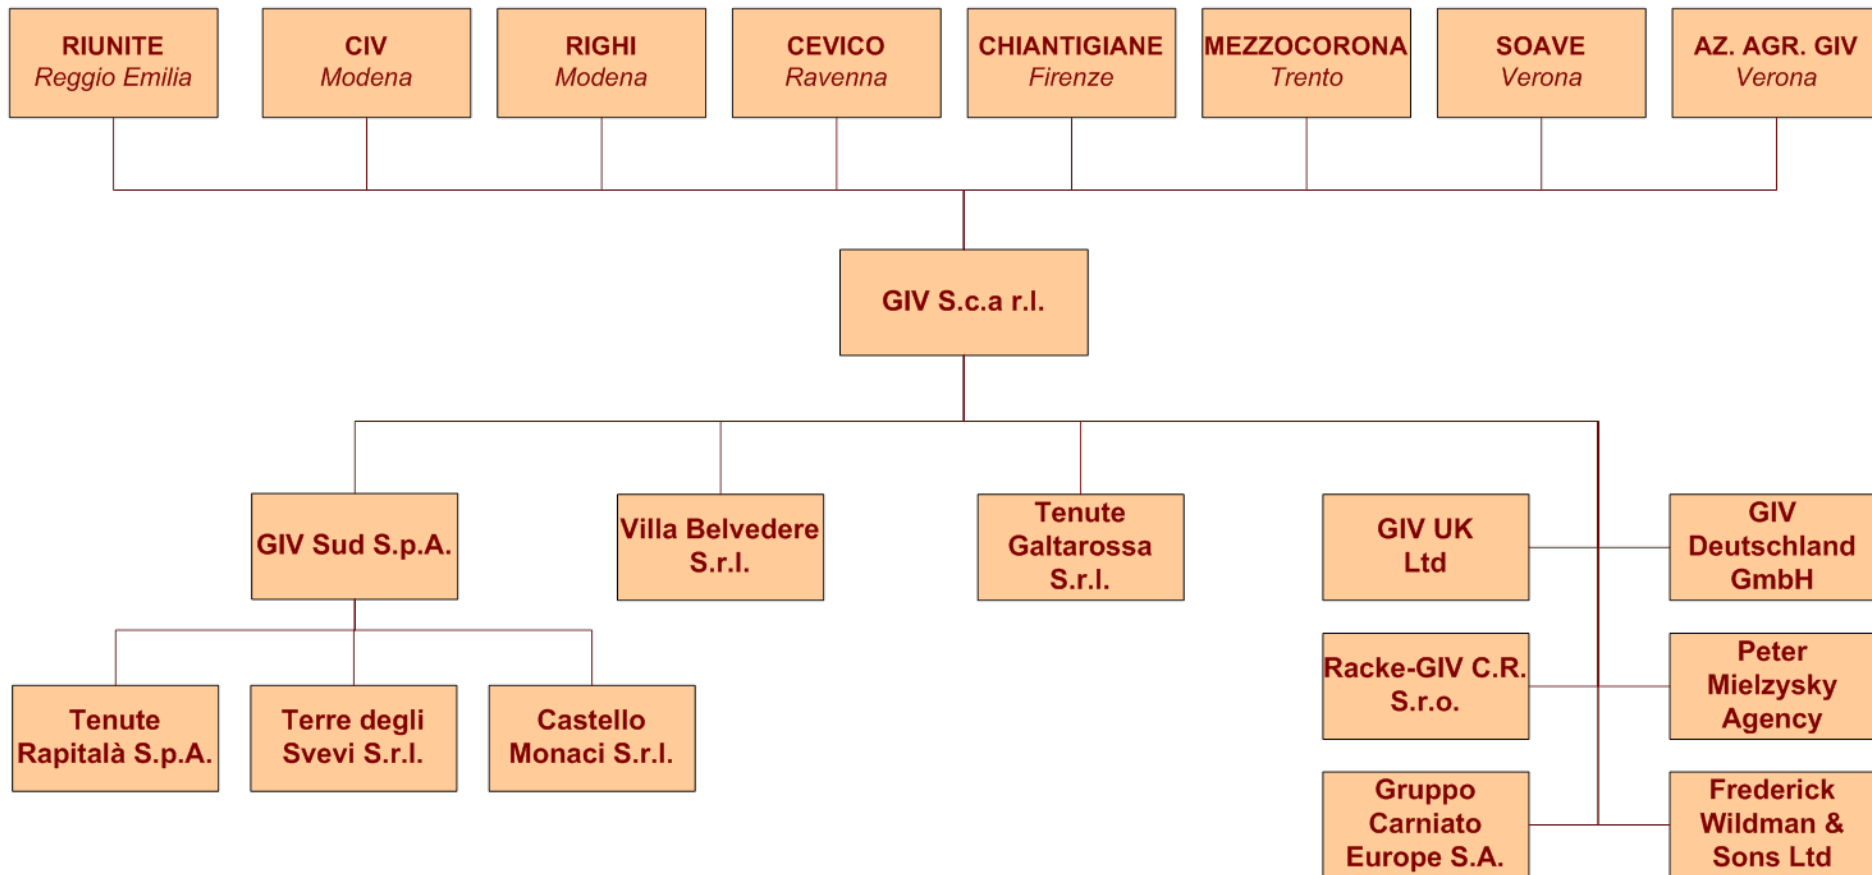 RIUNITE
Reggio Emilia
CIV
Modena
RIGHI
Modena
CEVICO
Ravenna
CHIANTIGIANE
Firenze
MEZZOCORONA
Trento
SOAVE
Verona
AZ. AGR. GIV
Verona
GIV S.c.a r.l.
GIV Sud S.p.A.
Villa Belvedere
S.r.l.
Tenute
Galtarossa
S.r.l.
GIV UK
Ltd
GIV
Deutschland
GmbH
Tenute
Rapitalà S.p.A.
Terre degli
Svevi S.r.l.
Castello
Monaci S.r.l.
Racke-GIV C.R.
S.r.o.
Peter
Mielzysky
Agency
Gruppo
Carniato
Europe S.A.
Frederick
Wildman &
Sons Ltd